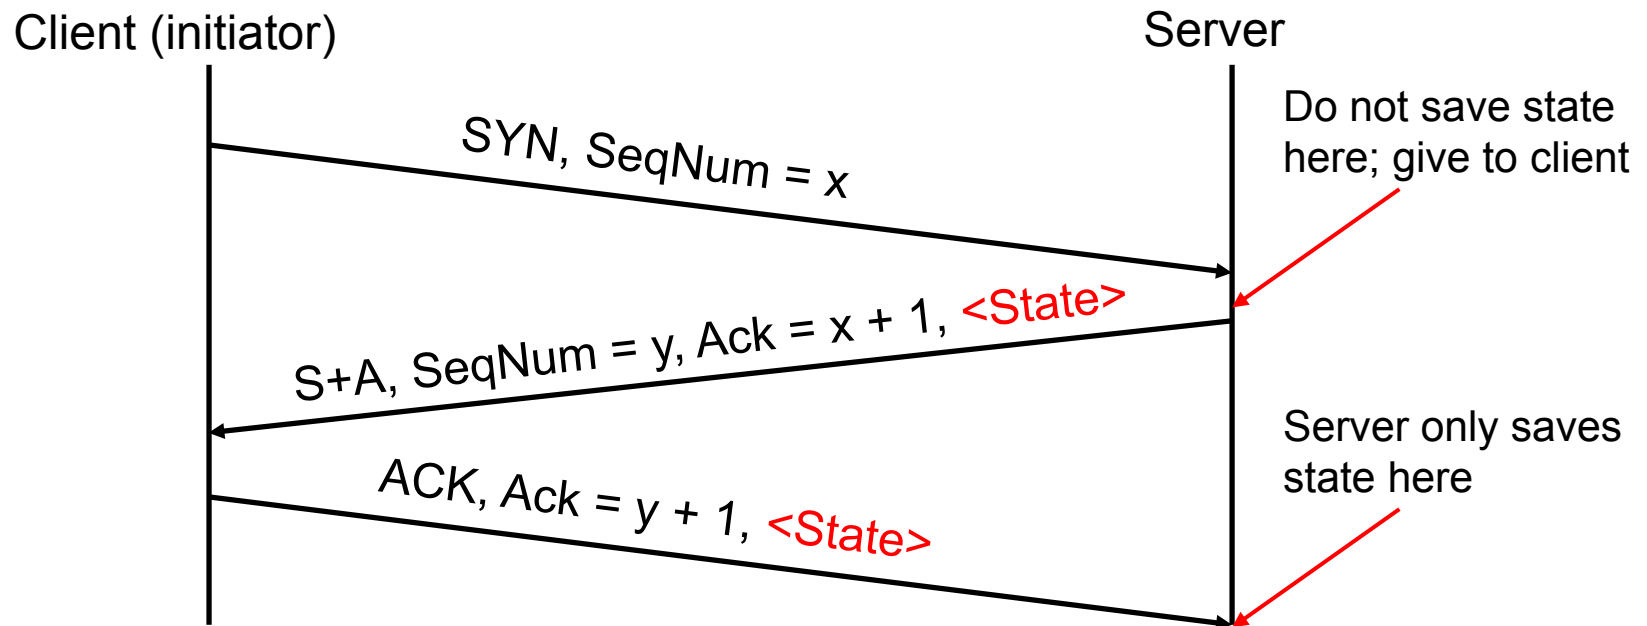 Client (initiator)
Server
Do not save state
here; give to client
SYN, SeqNum = x
S+A, SeqNum = y, Ack = x + 1, <State>
Server only saves
state here
ACK, Ack = y + 1, <State>